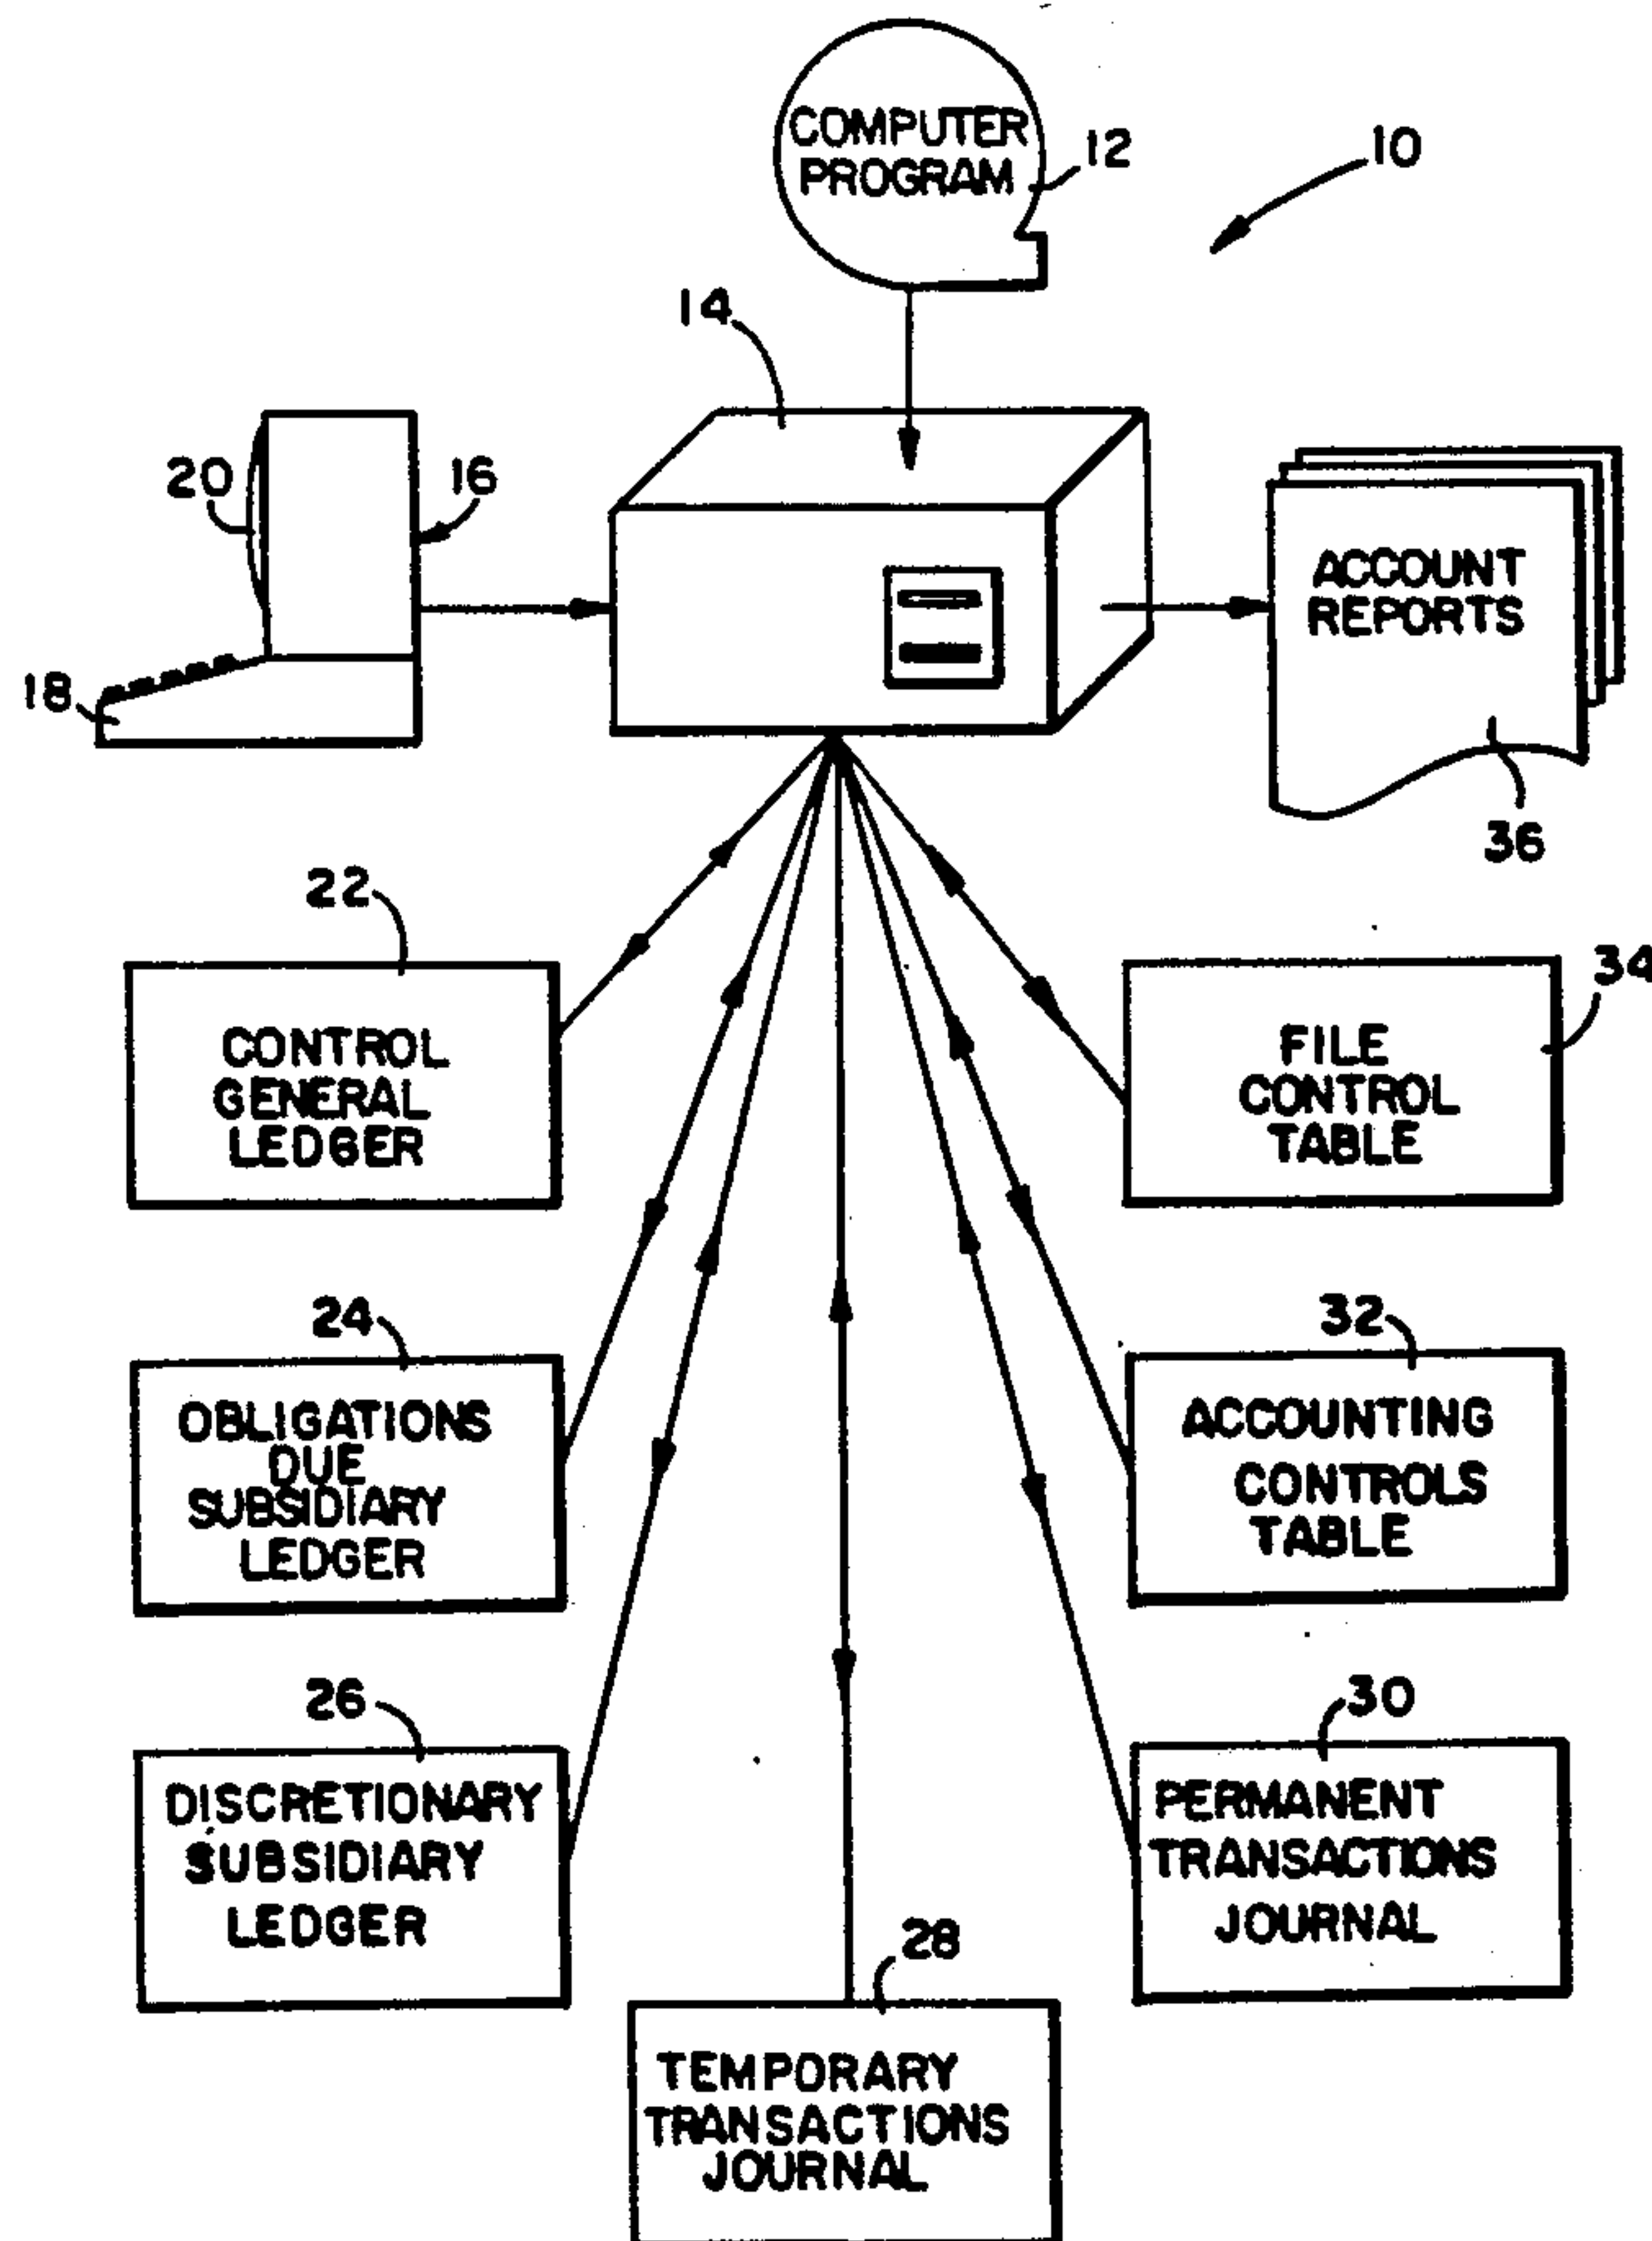 COMPUTER
PROGRAM
12
10
14
20
16
18
ACCOUNT
REPORTS
36
22
CONTROL
GENERAL
LEDGER
34
FILE
CONTROL
TABLE
24
OBLIGATIONS
DUE
SUBSIDIARY
LEDGER
32
ACCOUNTING
CONTROLS
TABLE
26
DISCRETIONARY
SUBSIDIARY
LEDGER
30
PERMANENT
TRANSACTIONS
JOURNAL
28
TEMPORARY
TRANSACTIONS
JOURNAL